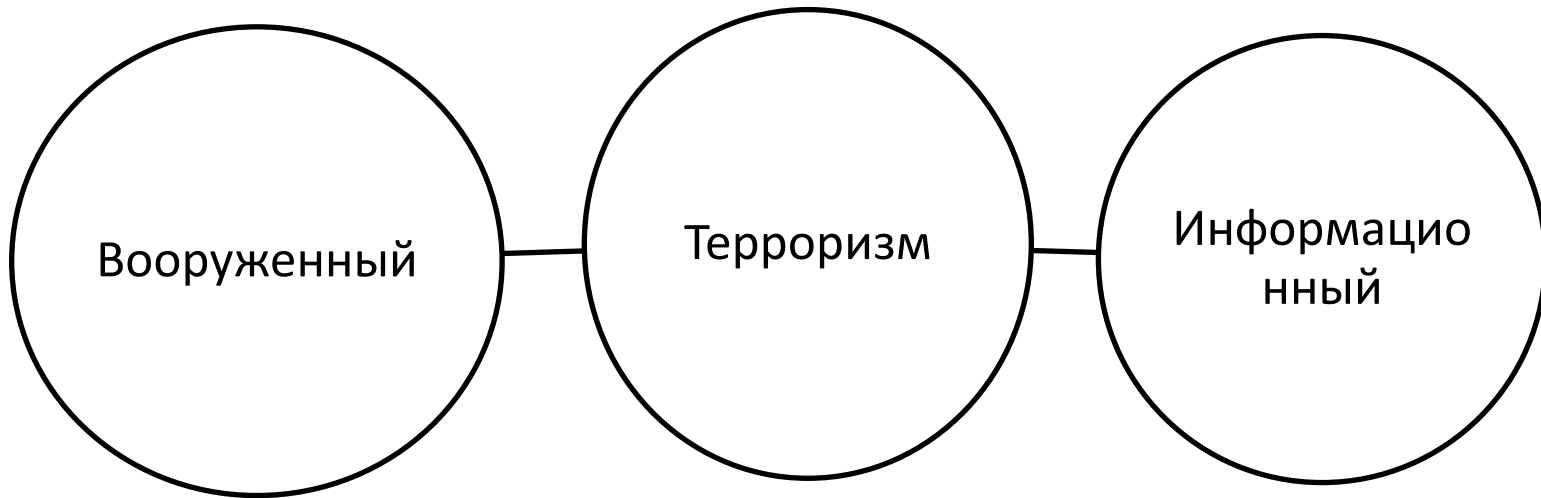 Вооруженный
Терроризм
Информацио
нный